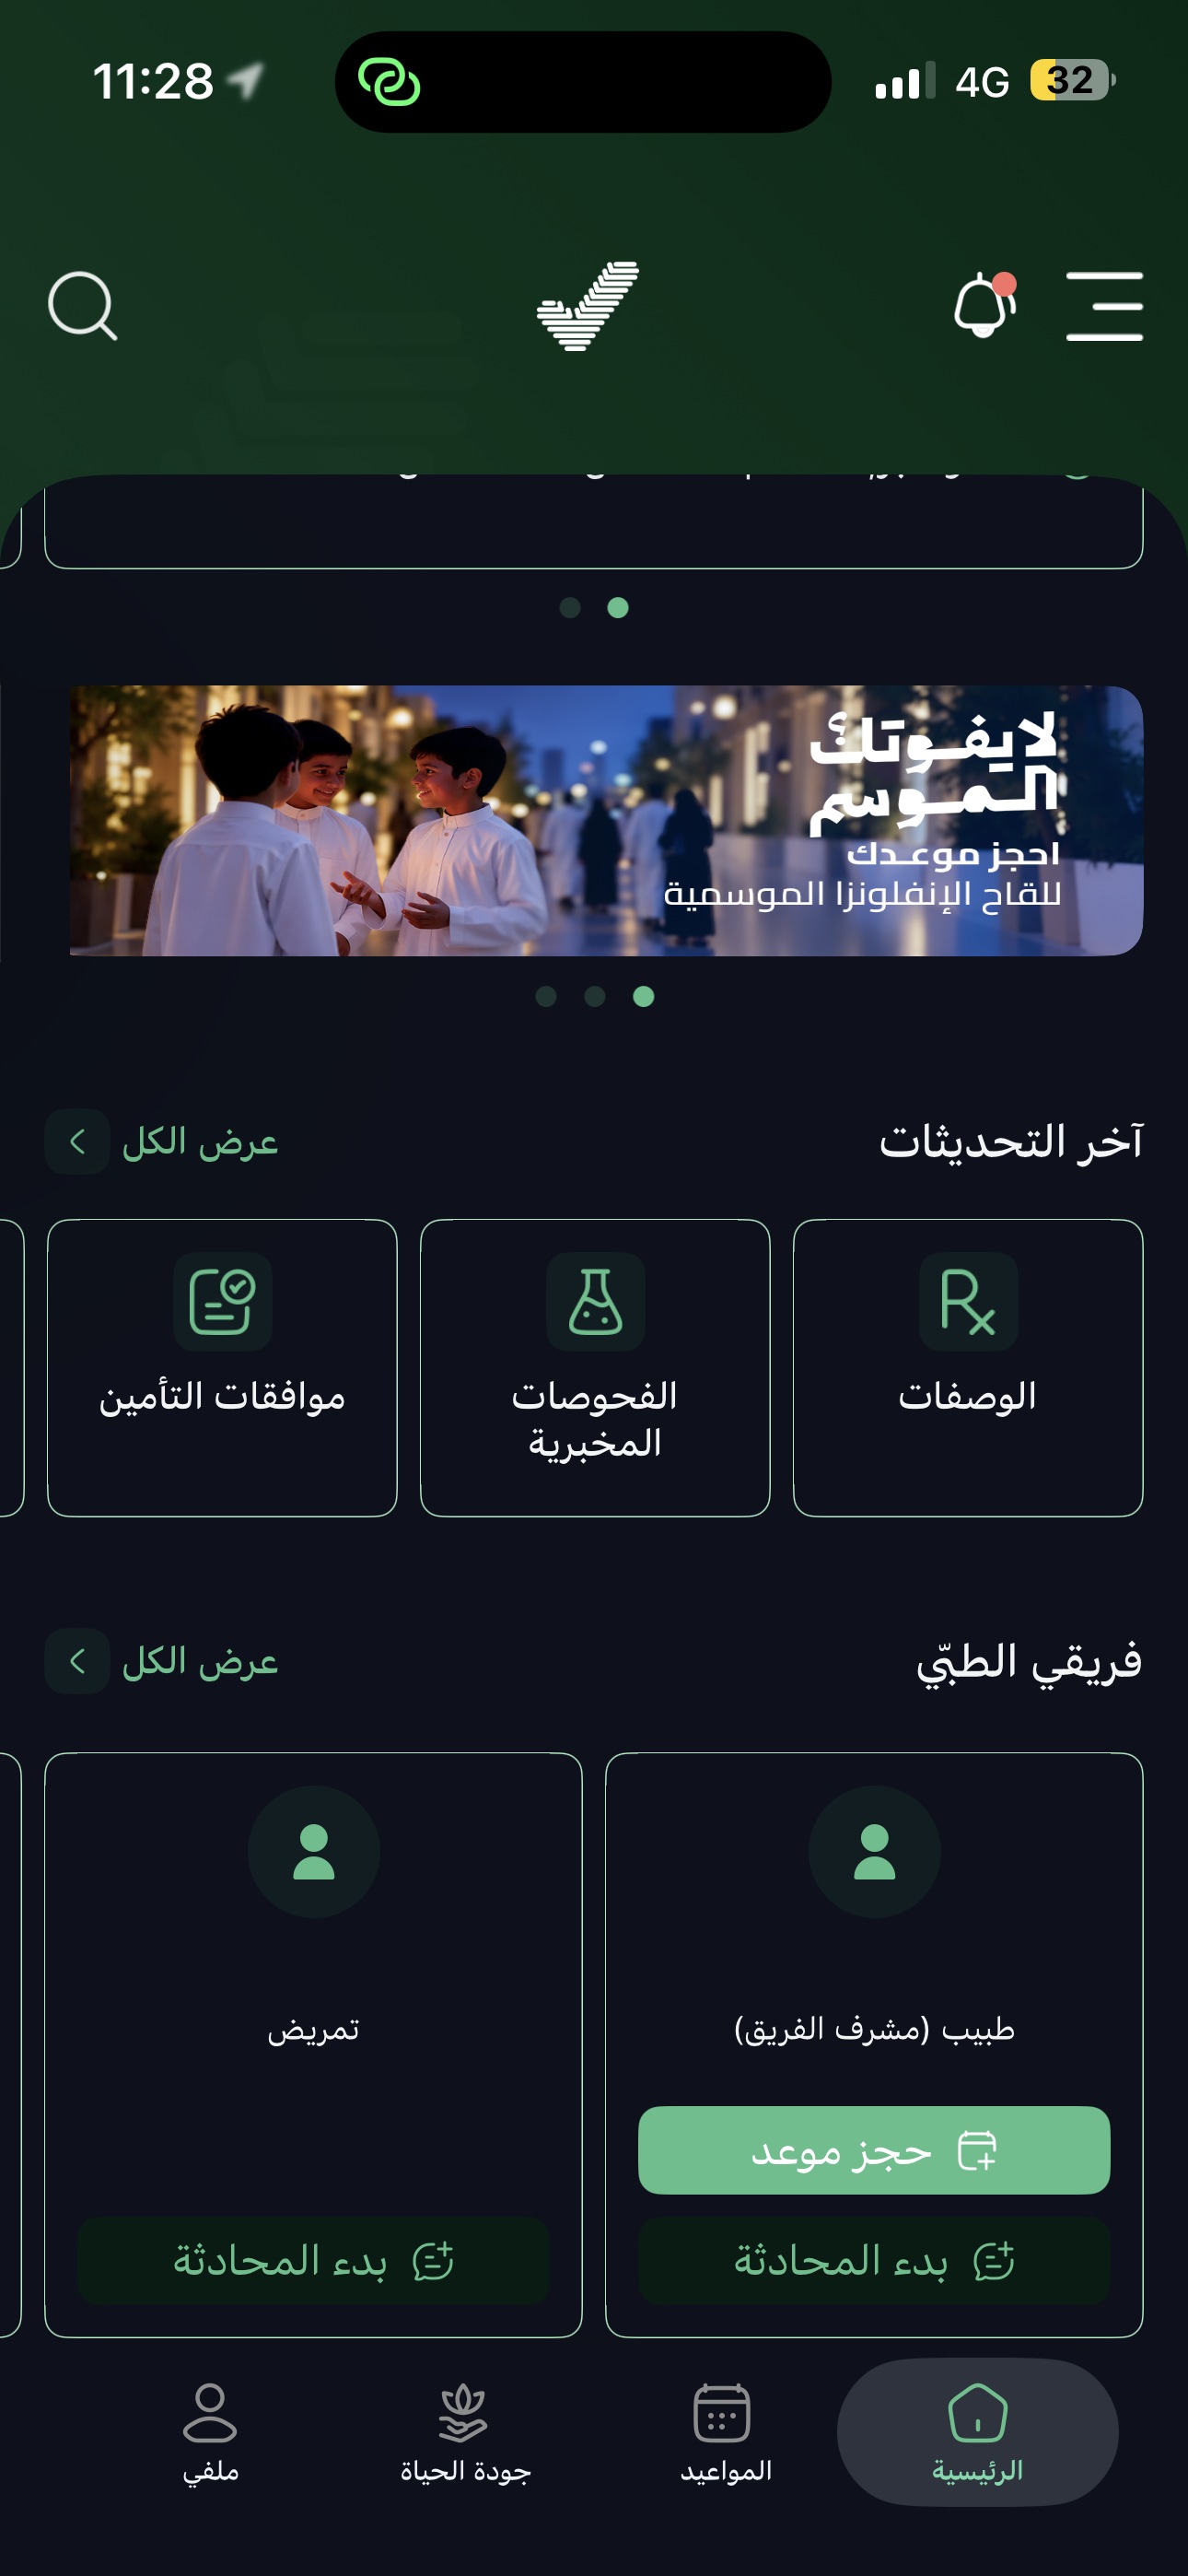 11:28
4G
32
لا يفوتك
الموسم
احجز موعدك
للقاح الإنفلونزا الموسمية
آخر التحديثات
عرض الكل
الوصفات
الفحوصات
المخبرية
موافقات التأمين
فريقي الطبّي
عرض الكل
طبيب (مشرف الفريق)
تمريض
حجز موعد
بدء المحادثة
بدء المحادثة
الرئيسية
المواعيد
جودة الحياة
ملفي